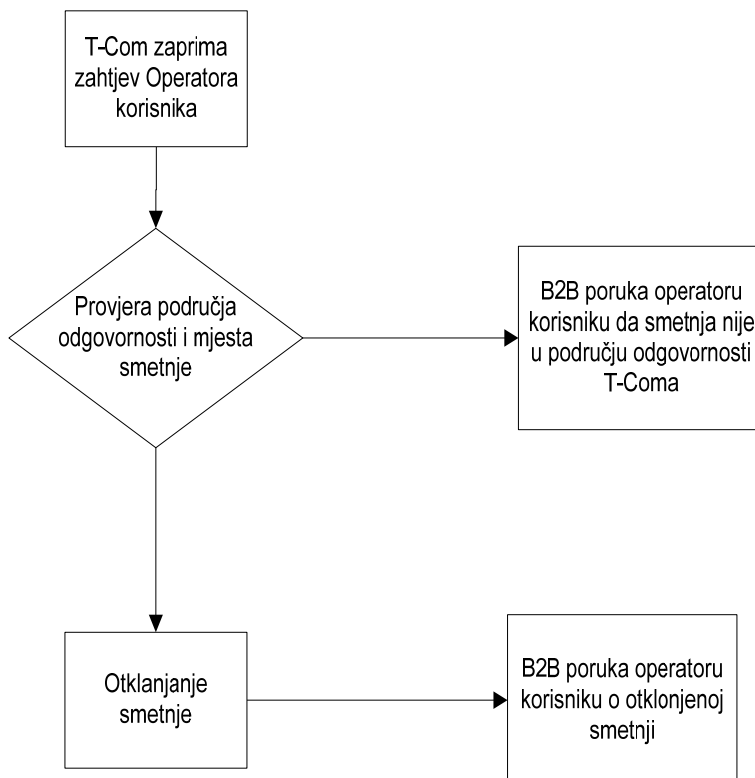 T-Com zaprima
zahtjev Operatora
korisnika
Provjera područja
odgovornosti i mjesta
smetnje
B2B poruka operatoru
korisniku da smetnja nije
u području odgovornosti
T-Coma
Otklanjanje
smetnje
B2B poruka operatoru
korisniku o otklonjenoj
smetnji